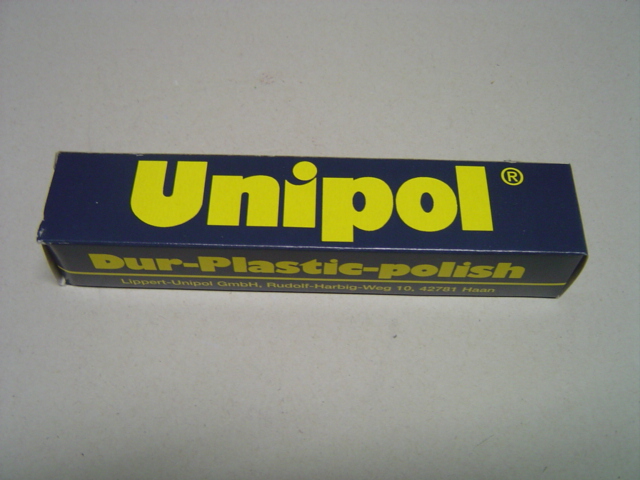 Unipol®
Dur-Plastic-polish
Lippert-Unipol GmbH, Rudolf-Harbig-Weg 10, 42781 Haan